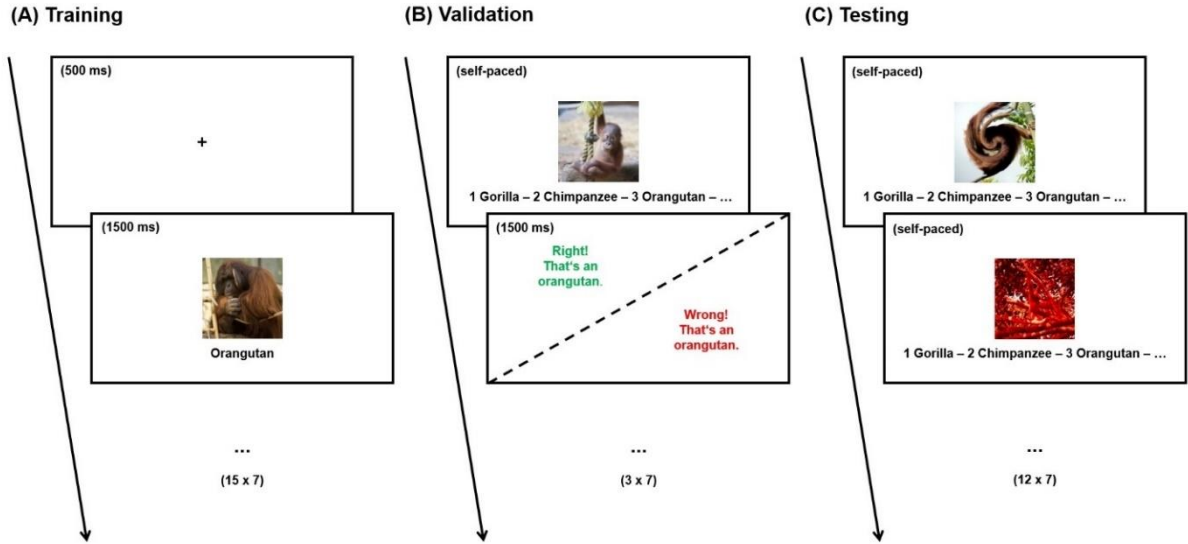 (A) Training
(500 ms)
+
(1500 ms)
Orangutan
...
(15 x 7)
(B) Validation
(self-paced)
1 Gorilla – 2 Chimpanzee – 3 Orangutan – ...
(1500 ms)
Right!
That's an
orangutan.
Wrong!
That's an
orangutan.
...
(3 x 7)
(C) Testing
(self-paced)
1 Gorilla – 2 Chimpanzee – 3 Orangutan – ...
(self-paced)
1 Gorilla – 2 Chimpanzee – 3 Orangutan – ...
...
(12 x 7)